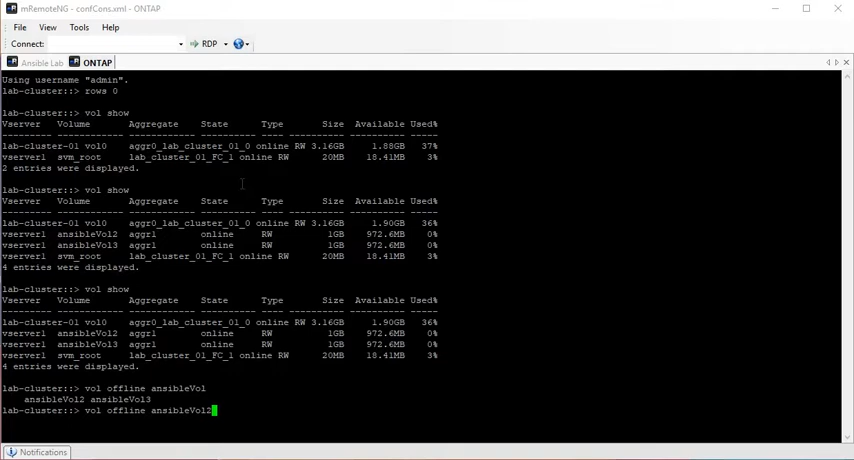 mRemoteNG - confCons.xml - ONTAP
File View Tools Help
Connect: RDP
Ansible Lab ONTAP
Using username "admin".
lab-cluster::> rows 0
lab-cluster::> vol show
Vserver Volume Aggregate State Type Size Available Used%
--------- ------------ ------------ ---------- ---- ---------- ---------- -----
lab-cluster-01 vol0 aggr0_lab_cluster_01_0 online RW 3.16GB 1.88GB 37%
vserver1 svm_root lab_cluster_01_FC_1 online RW 20MB 18.41MB 3%
2 entries were displayed.
lab-cluster::> vol show
Vserver Volume Aggregate State Type Size Available Used%
--------- ------------ ------------ ---------- ---- ---------- ---------- -----
lab-cluster-01 vol0 aggr0_lab_cluster_01_0 online RW 3.16GB 1.90GB 36%
vserver1 ansibleVol2 aggr1 online RW 1GB 972.6MB 0%
vserver1 ansibleVol3 aggr1 online RW 1GB 972.6MB 0%
vserver1 svm_root lab_cluster_01_FC_1 online RW 20MB 18.41MB 3%
4 entries were displayed.
lab-cluster::> vol show
Vserver Volume Aggregate State Type Size Available Used%
--------- ------------ ------------ ---------- ---- ---------- ---------- -----
lab-cluster-01 vol0 aggr0_lab_cluster_01_0 online RW 3.16GB 1.90GB 36%
vserver1 ansibleVol2 aggr1 online RW 1GB 972.6MB 0%
vserver1 ansibleVol3 aggr1 online RW 1GB 972.6MB 0%
vserver1 svm_root lab_cluster_01_FC_1 online RW 20MB 18.41MB 3%
4 entries were displayed.
lab-cluster::> vol offline ansibleVol
ansibleVol2 ansibleVol3
lab-cluster::> vol offline ansibleVol2
Notifications